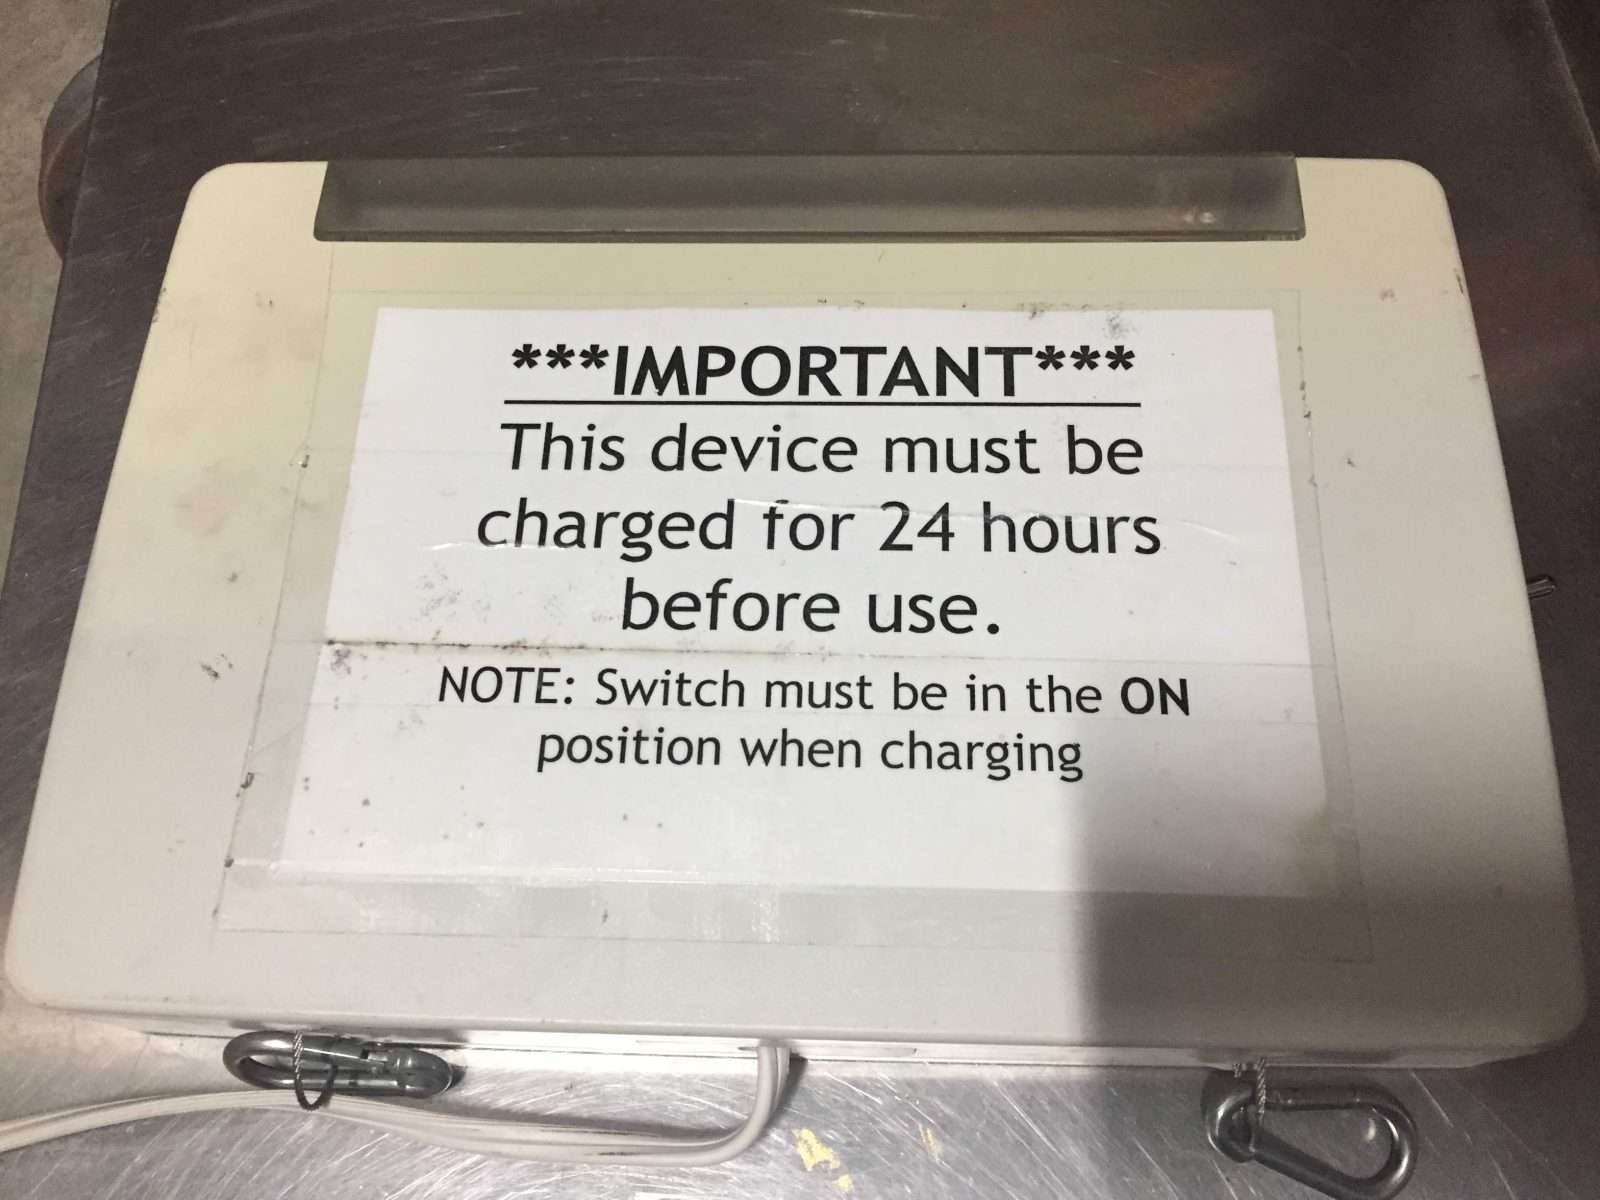 ***IMPORTANT***
This device must be
charged for 24 hours
before use.
NOTE: Switch must be in the ON
position when charging